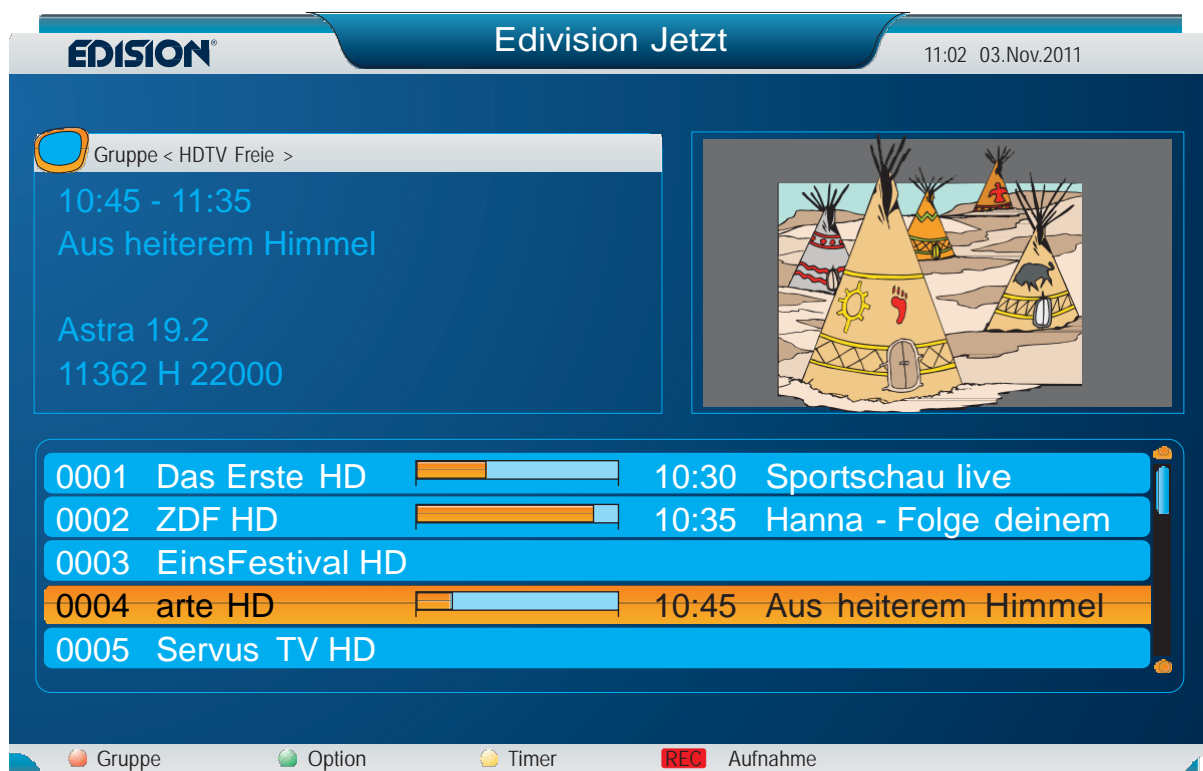 EDISION®
Edivision Jetzt
11:02 03.Nov.2011
Gruppe < HDTV Freie >
10:45 - 11:35
Aus heiterem Himmel
Astra 19.2
11362 H 22000
0001 Das Erste HD 10:30 Sportschau live
0002 ZDF HD 10:35 Hanna - Folge deinem
0003 EinsFestival HD
0004 arte HD 10:45 Aus heiterem Himmel
0005 Servus TV HD
Gruppe Option Timer REC Aufnahme